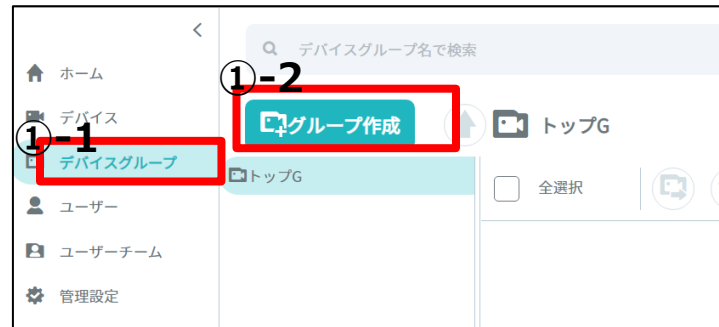 デバイスグループ名で検索
ホーム
①-2
デバイス
グループ作成
トップG
①-1
デバイスグループ
トップG
全選択
ユーザー
ユーザーチーム
管理設定